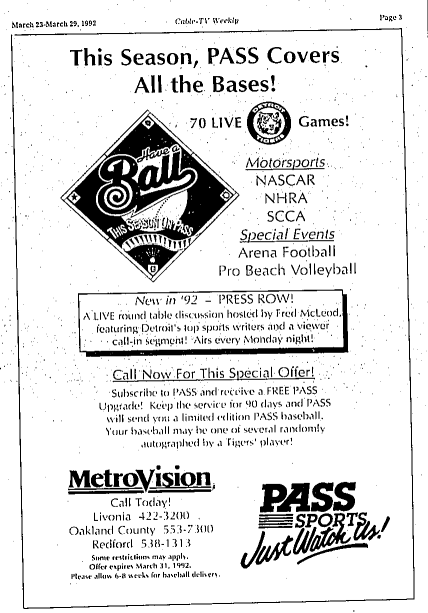 March 23-March 29, 1992
Cable-TV Weekly
Page 3
This Season, PASS Covers
All the Bases!
Have a
Ball
THIS SEASON ON PASS
70 LIVE
DETROIT
TIGERS
Games!
Motorsports
NASCAR
NHRA
SCCA
Special Events
Arena Football
Pro Beach Volleyball
New in '92 – PRESS ROW!
A LIVE round table discussion hosted by Fred McLeod,
featuring Detroit's top sports writers and a viewer
call-in segment! Airs every Monday night!
Call Now For This Special Offer!
Subscribe to PASS and receive a FREE PASS
Upgrade! Keep the service for 90 days and PASS
will send you a limited edition PASS baseball.
Your baseball may be one of several randomly
autographed by a Tigers' player!
MetroVision
Call Today!
Livonia 422-3200
Oakland County 553-7300
Redford 538-1313
Some restrictions may apply.
Offer expires March 31, 1992.
Please allow 6-8 weeks for baseball delivery.
PASS
SPORTS
Just Watch Us!